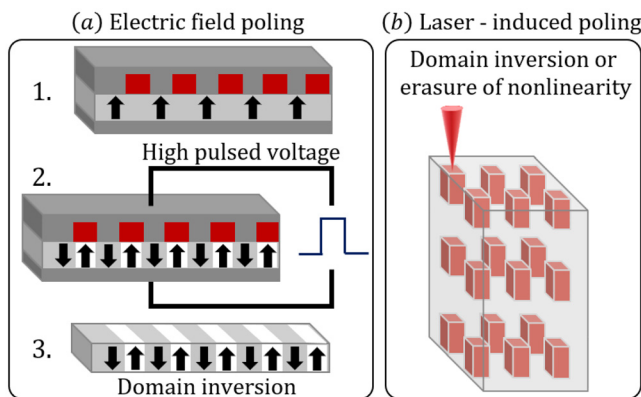 (a) Electric field poling
1.
High pulsed voltage
2.
3.
Domain inversion
(b) Laser - induced poling
Domain inversion or
erasure of nonlinearity